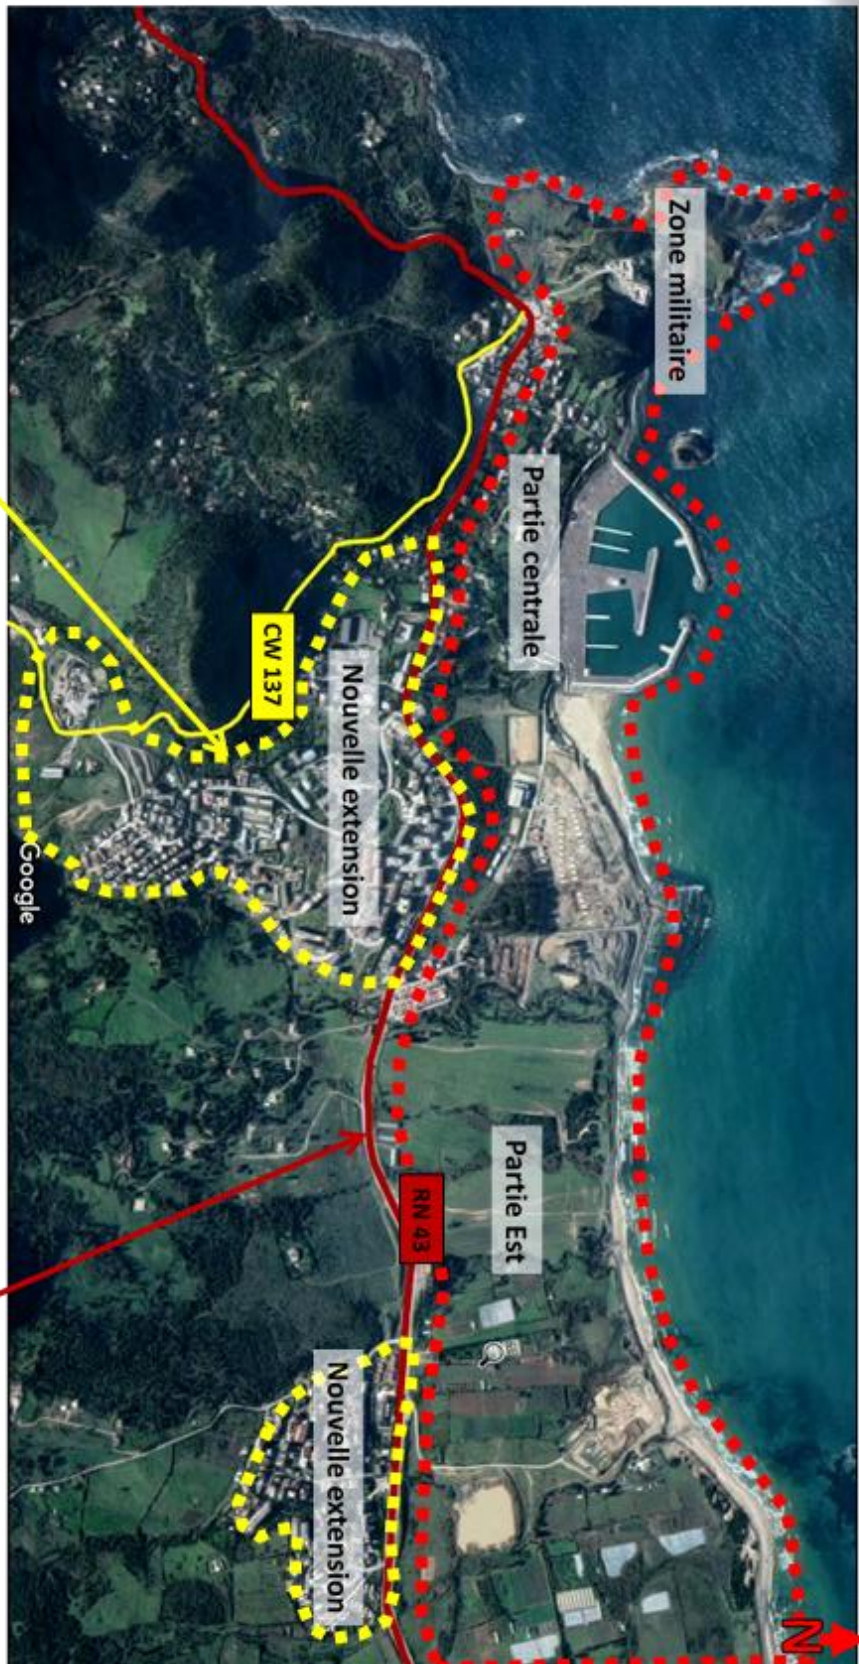 Zone militaire
Partie centrale
CW 137
Nouvelle extension
Google
Partie Est
RN 43
Nouvelle extension
N